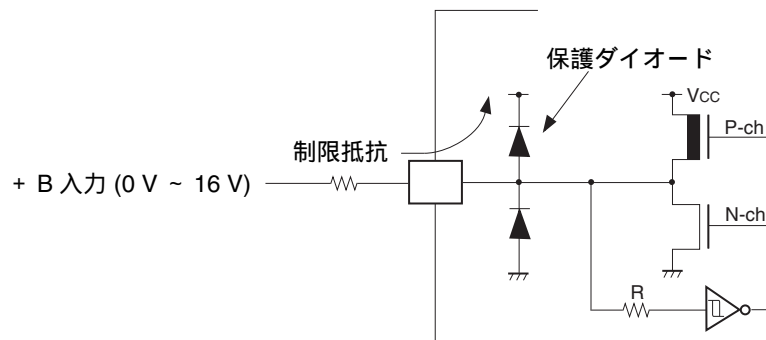 保護ダイオード
Vcc
P-ch
制限抵抗
+ B 入力 (0 V ~ 16 V)
N-ch
R